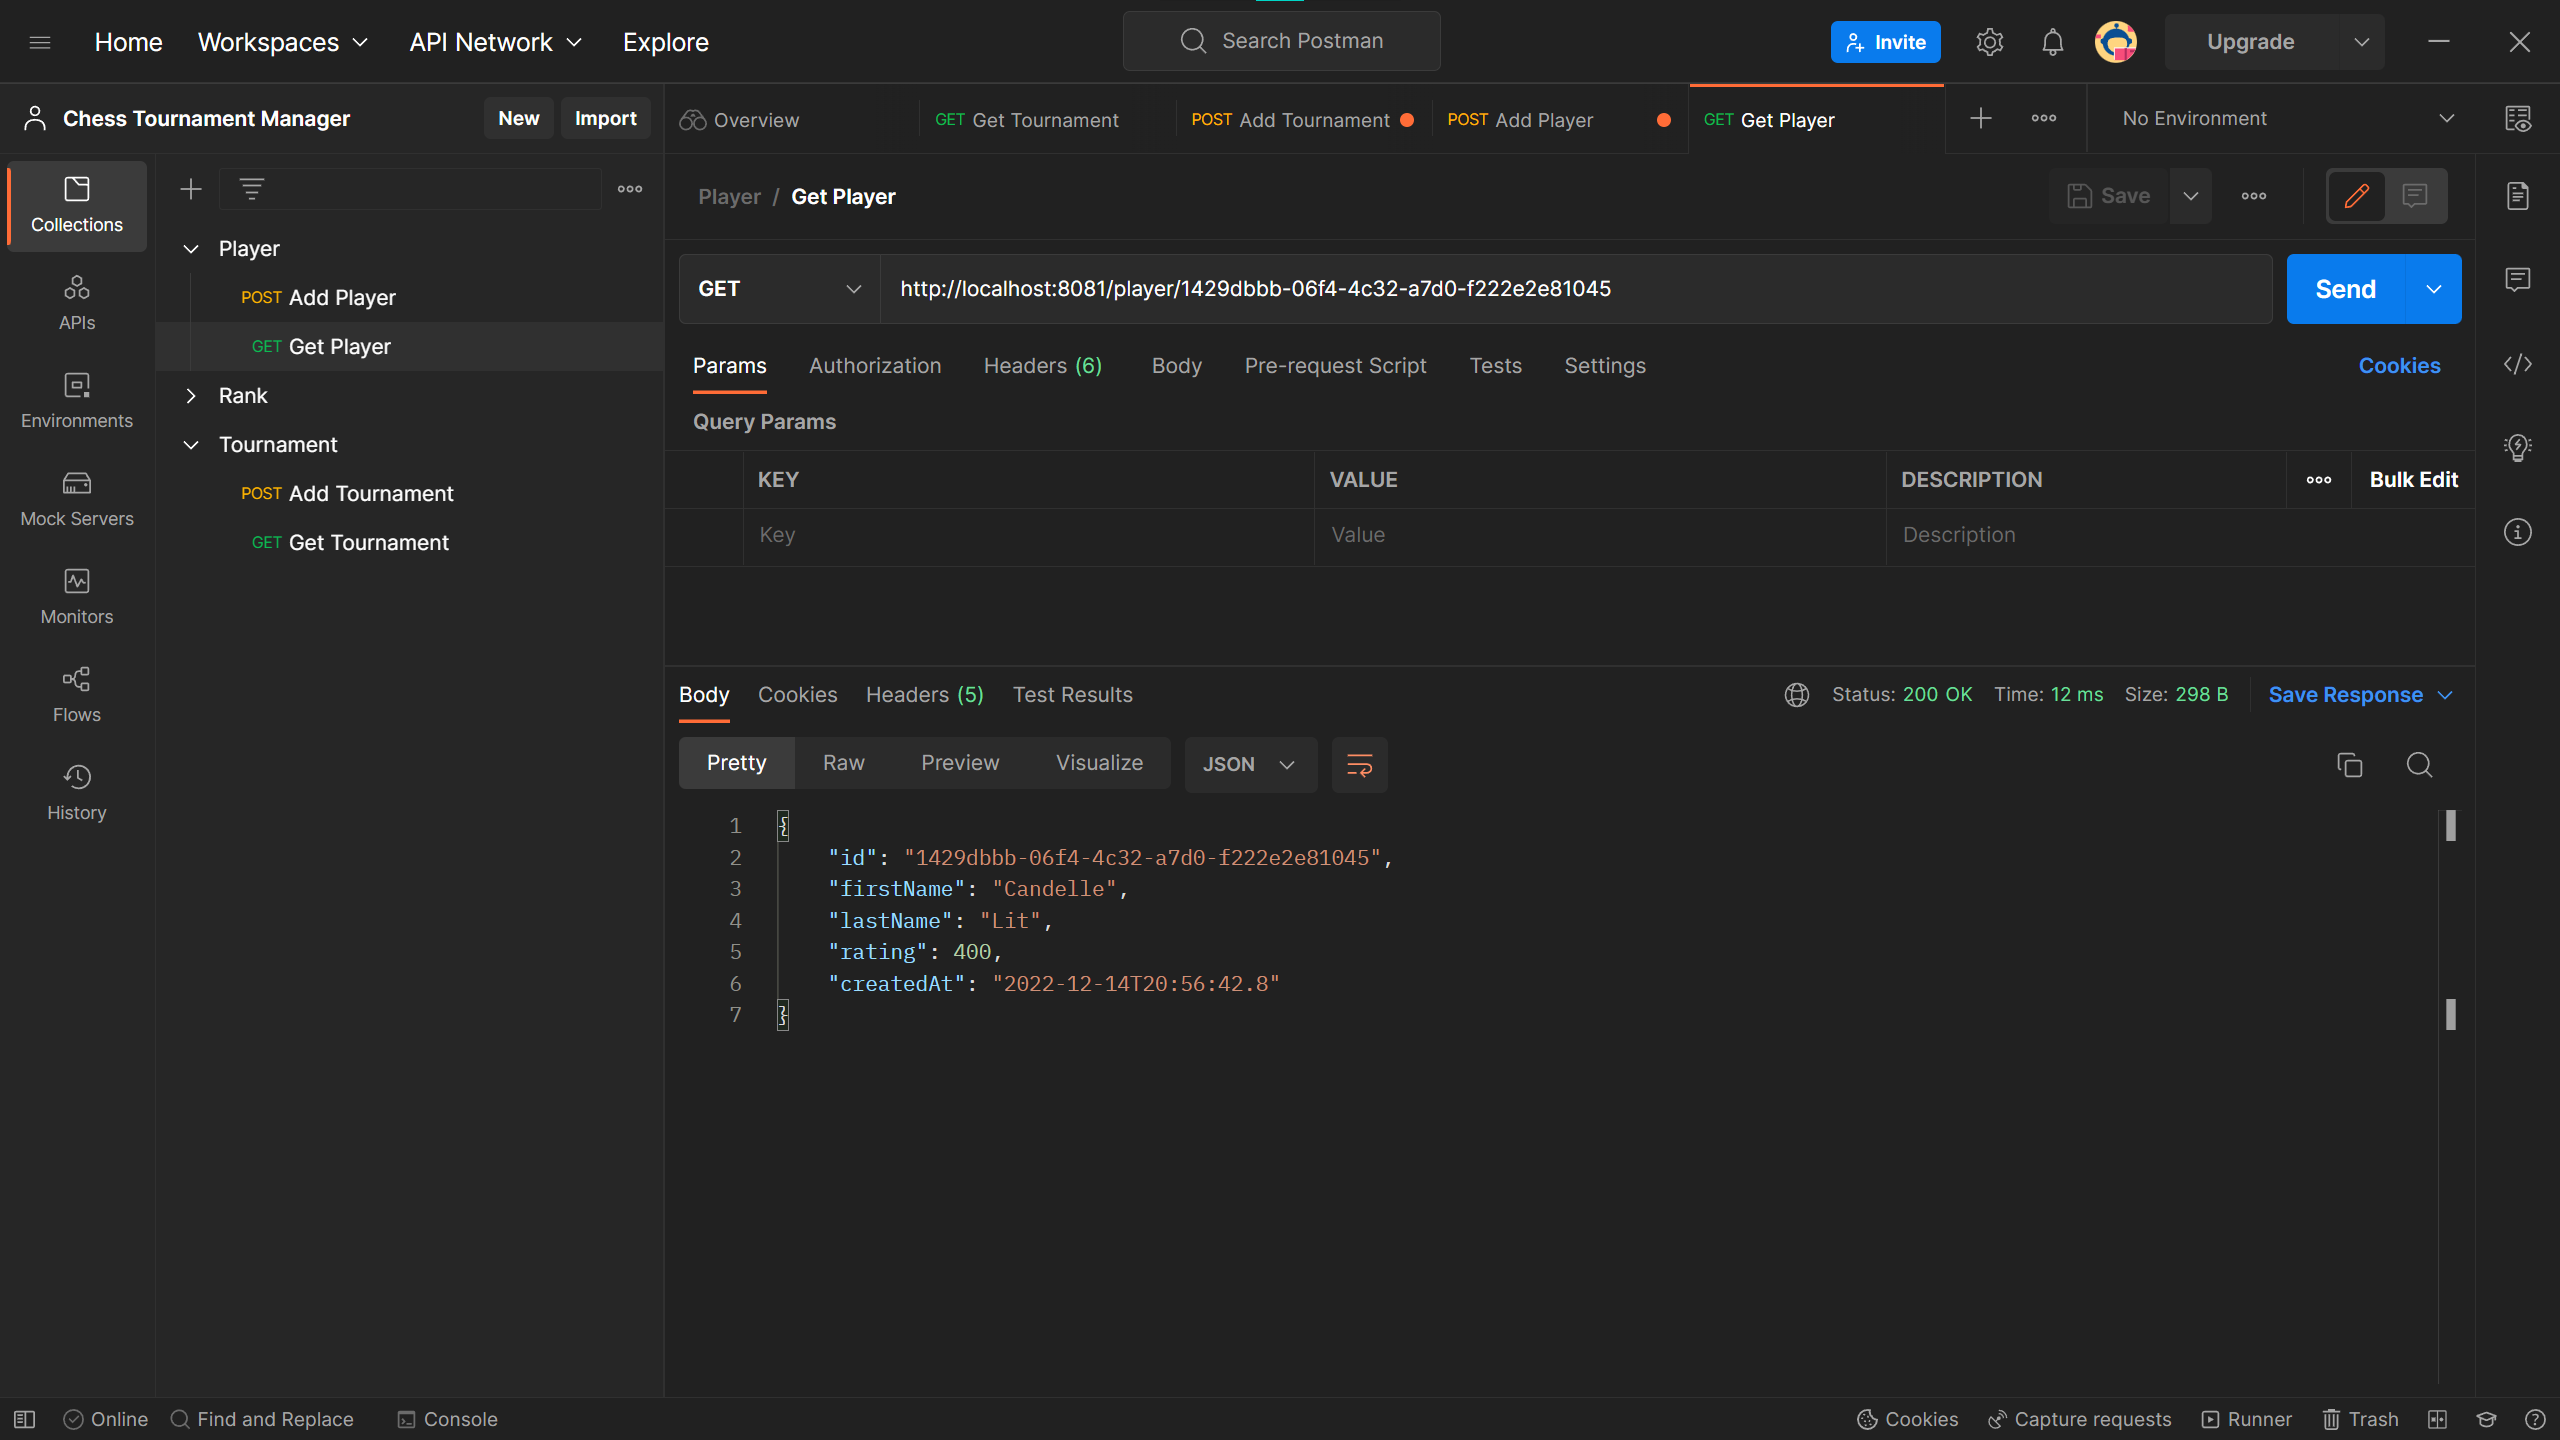 Home Workspaces API Network Explore Search Postman Invite Upgrade
Chess Tournament Manager New Import
Overview GET Get Tournament POST Add Tournament POST Add Player GET Get Player No Environment
Collections
APIs
Environments
Mock Servers
Monitors
Flows
History
Player
POST Add Player
GET Get Player
Rank
Tournament
POST Add Tournament
GET Get Tournament
Player / Get Player Save
GET http://localhost:8081/player/1429dbbb-06f4-4c32-a7d0-f222e2e81045 Send
Params Authorization Headers (6) Body Pre-request Script Tests Settings Cookies
Query Params
KEY VALUE DESCRIPTION Bulk Edit
Key Value Description
Body Cookies Headers (5) Test Results Status: 200 OK Time: 12 ms Size: 298 B Save Response
Pretty Raw Preview Visualize JSON
1 {
2 "id": "1429dbbb-06f4-4c32-a7d0-f222e2e81045",
3 "firstName": "Candelle",
4 "lastName": "Lit",
5 "rating": 400,
6 "createdAt": "2022-12-14T20:56:42.8"
7 }
Online Find and Replace Console Cookies Capture requests Runner Trash